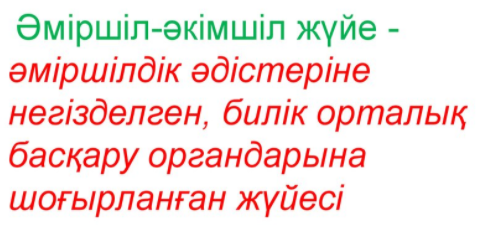 Әміршіл-әкімшіл жүйе -
әміршілдік әдістеріне
негізделген, билік орталық
басқару органдарына
шоғырланған жүйесі